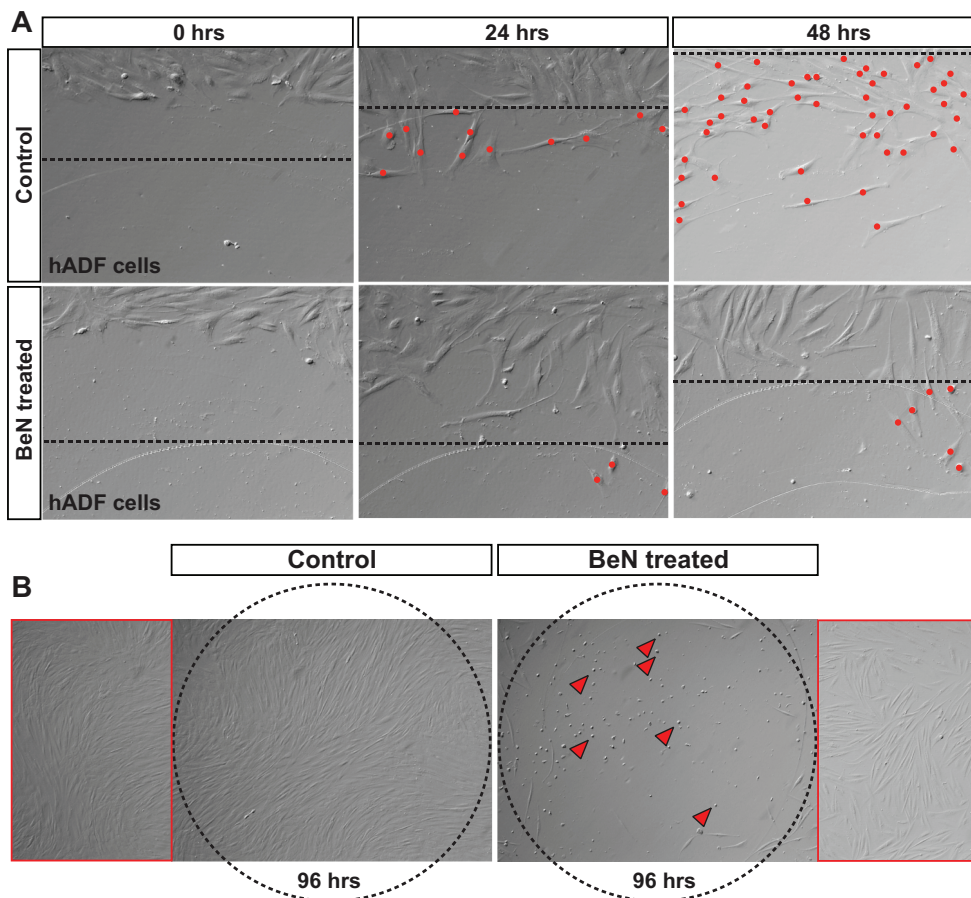 A
0 hrs
24 hrs
48 hrs
Control
hADF cells
BeN treated
hADF cells
B
Control
BeN treated
96 hrs
96 hrs